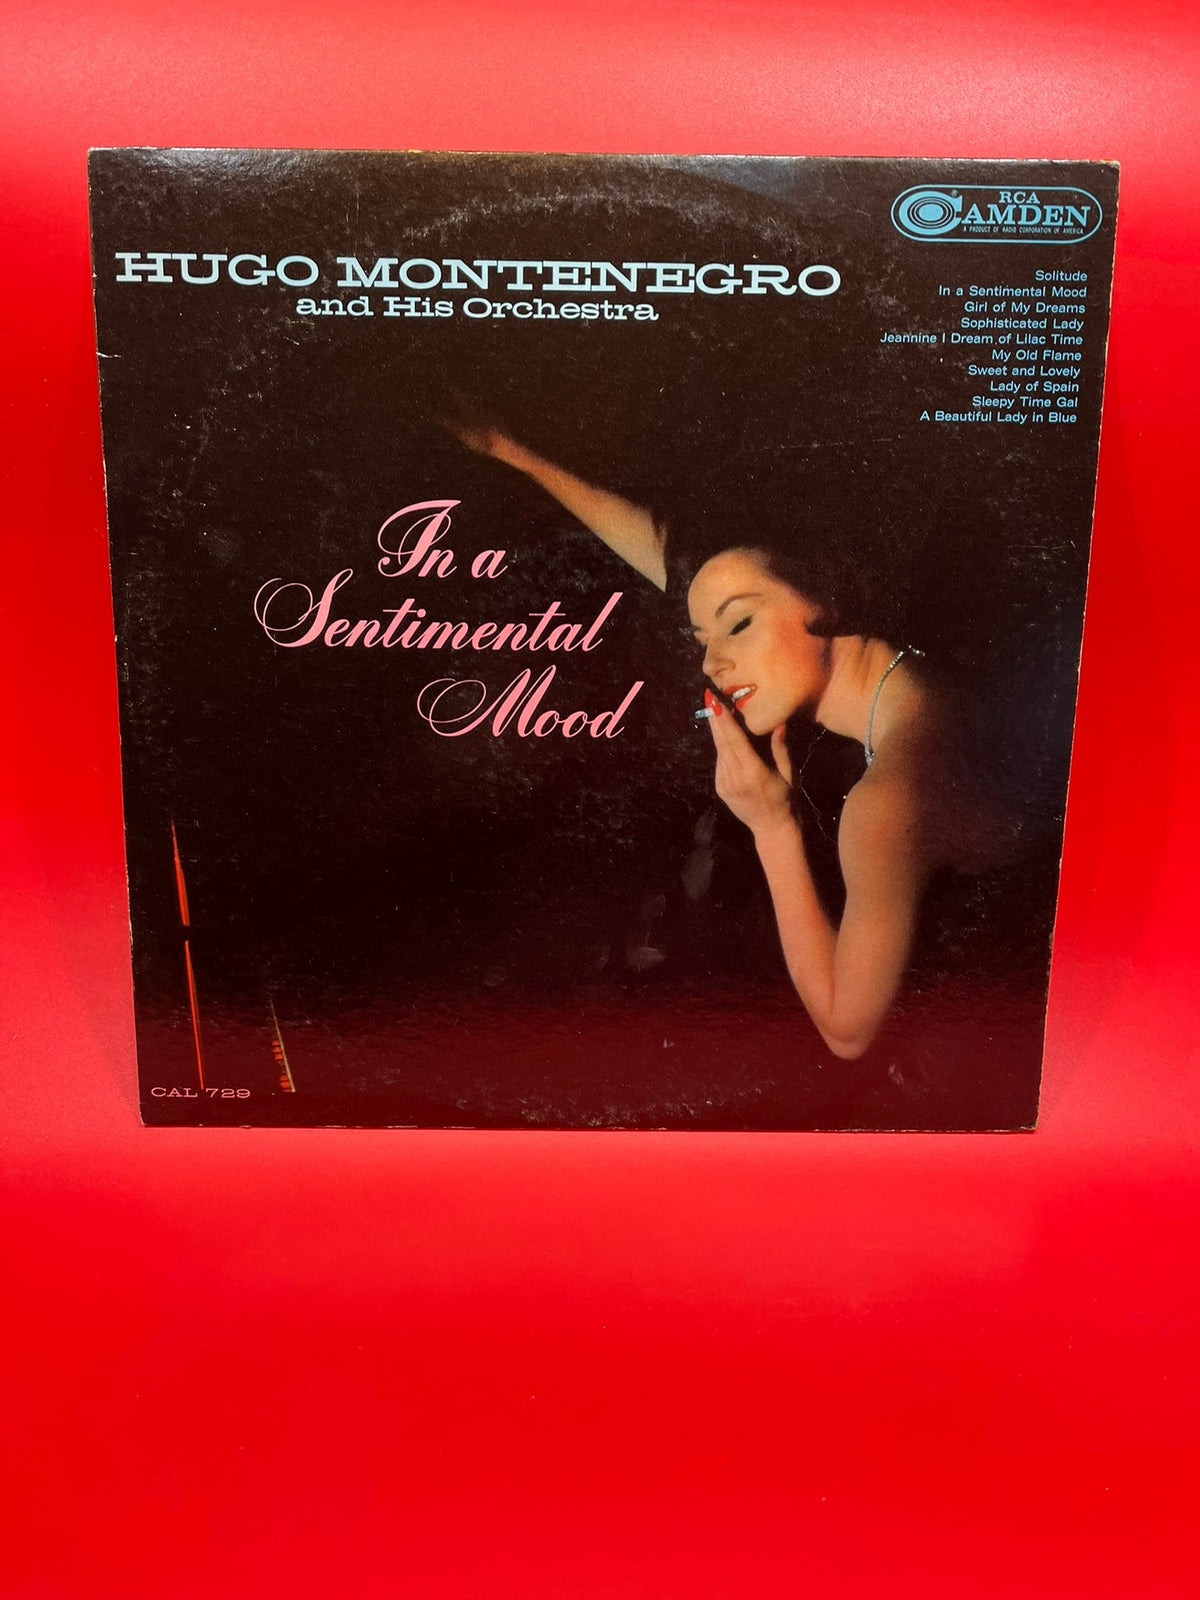 RCA
CAMDEN
®
A PRODUCT OF RADIO CORPORATION OF AMERICA
HUGO MONTENEGRO
and His Orchestra
Solitude
In a Sentimental Mood
Girl of My Dreams
Sophisticated Lady
Jeannine I Dream of Lilac Time
My Old Flame
Sweet and Lovely
Lady of Spain
Sleepy Time Gal
A Beautiful Lady in Blue
In a
Sentimental
Mood
CAL 729